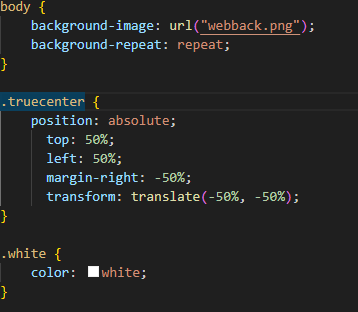 body {
    background-image: url("webback.png");
    background-repeat: repeat;
}
.truecenter {
    position: absolute;
      top: 50%;
      left: 50%;
      margin-right: -50%;
      transform: translate(-50%, -50%);
}
.white {
    color: white;
}